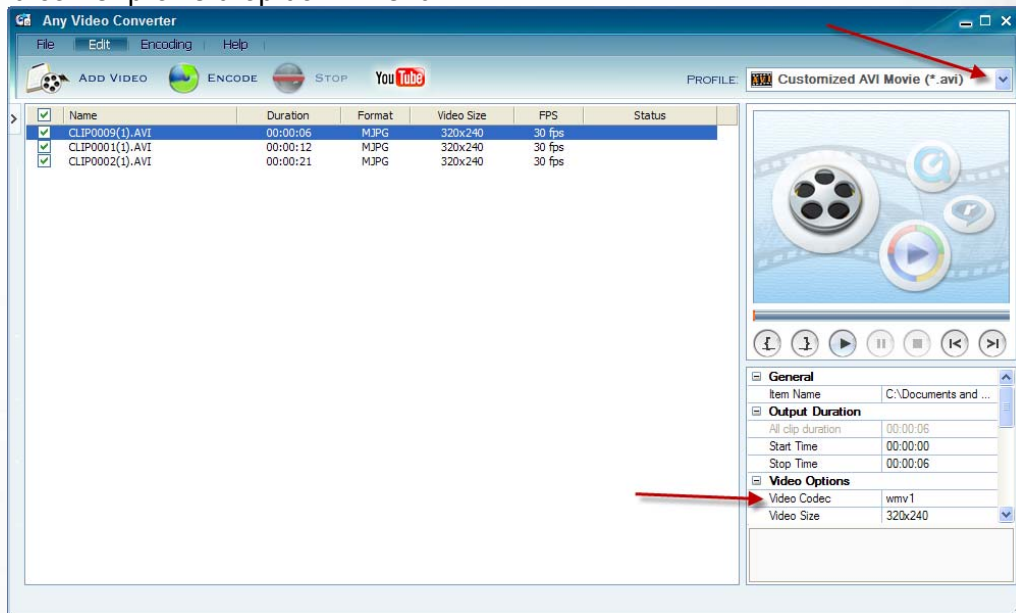 Any Video Converter
File Edit Encoding Help
ADD VIDEO ENCODE STOP You Tube PROFILE: Customized AVI Movie (*.avi)
Name Duration Format Video Size FPS Status
CLIP0009(1).AVI 00:00:06 MJPG 320x240 30 fps
CLIP0001(1).AVI 00:00:12 MJPG 320x240 30 fps
CLIP0002(1).AVI 00:00:21 MJPG 320x240 30 fps
General
Item Name C:\Documents and ...
Output Duration
All clip duration 00:00:06
Start Time 00:00:00
Stop Time 00:00:06
Video Options
Video Codec wmv1
Video Size 320x240